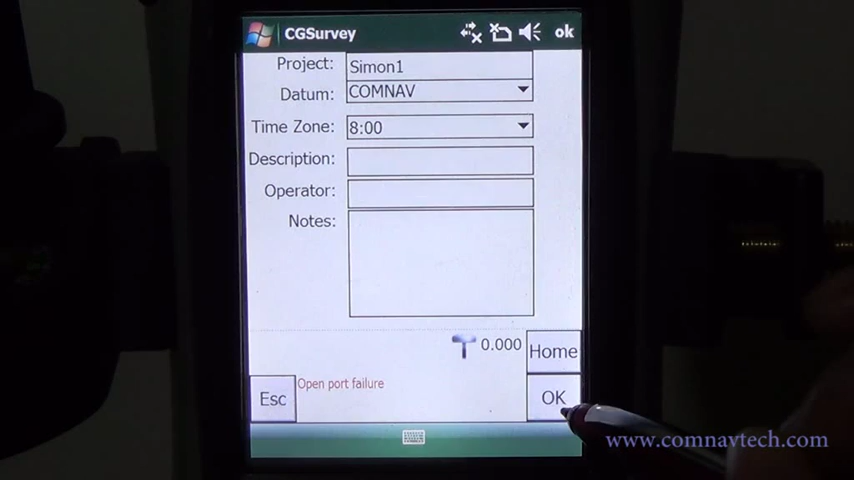 CGSurvey ok
Project: Simon1
Datum: COMNAV
Time Zone: 8:00
Description:
Operator:
Notes:
0.000
Home
Open port failure
Esc
OK
www.comnavtech.com